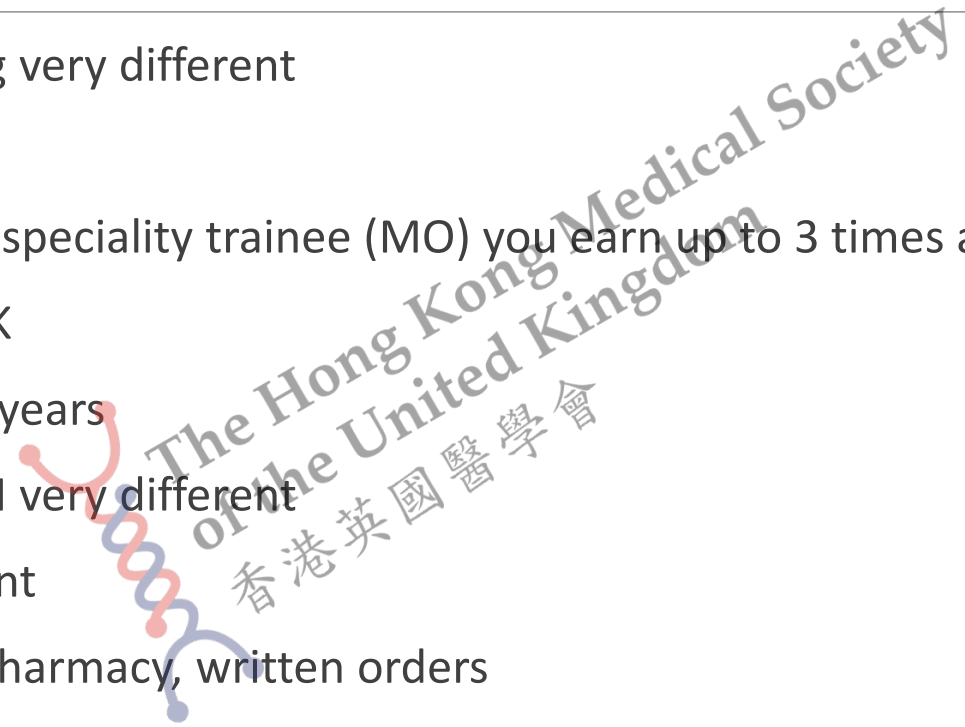 g very different
speciality trainee (MO) you earn up to 3 times a
K
years
very different
nt
harmacy, written orders
The Hong Kong Medical Society
of the United Kingdom
香港英國醫學會